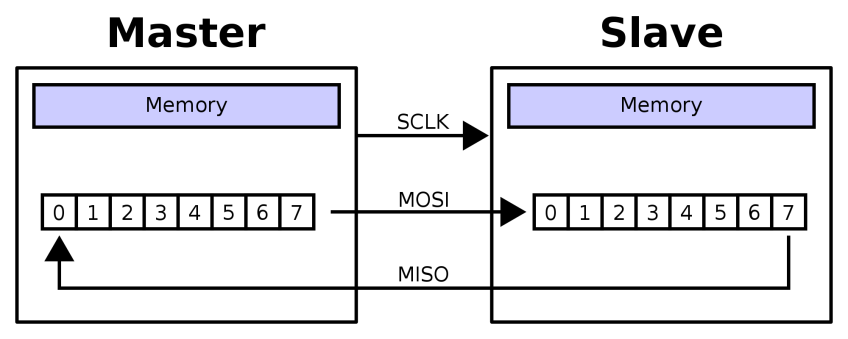 Master
Slave
Memory
Memory
SCLK
0 1 2 3 4 5 6 7
MOSI
0 1 2 3 4 5 6 7
MISO